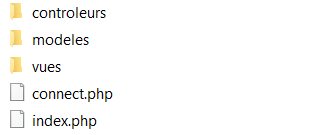 controleurs
modeles
vues
connect.php
index.php